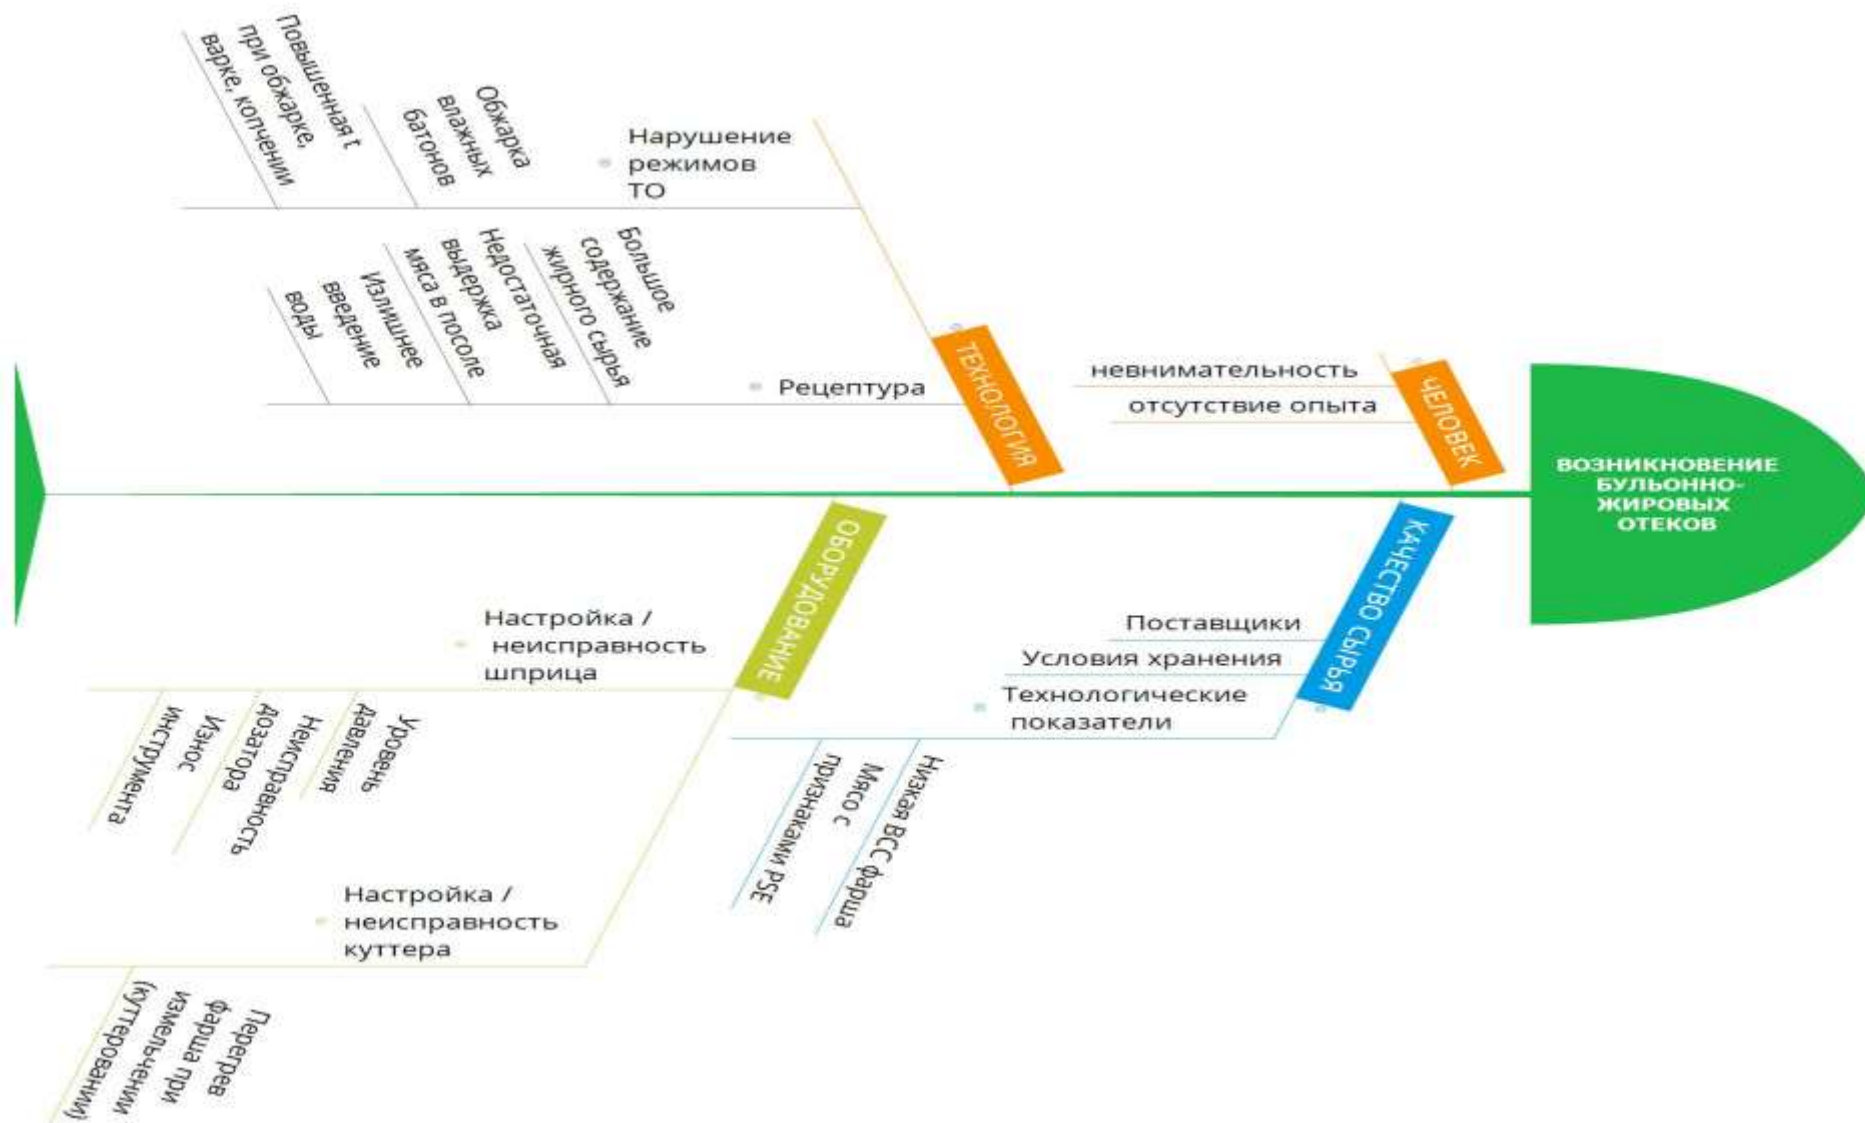 Повышенная t
при обжарке,
варке, копчении
Обжарка
влажных
батонов
Нарушение
режимов
ТО
Большое
содержание
жирного сырья
Недостаточная
выдержка
мяса в посоле
Излишнее
введение
воды
Рецептура
ТЕХНОЛОГИЯ
невнимательность
отсутствие опыта
ЧЕЛОВЕК
ВОЗНИКНОВЕНИЕ
БУЛЬОННО-
ЖИРОВЫХ
ОТЕКОВ
ОБОРУДОВАНИЕ
Настройка /
неисправность
шприца
Уровень
давления
Неисправность
дозатора
Износ
инструмента
Настройка /
неисправность
куттера
Перегрев
фарша при
измельчении
(куттеровании)
КАЧЕСТВО СЫРЬЯ
Поставщики
Условия хранения
Технологические
показатели
Низкая ВСС фарша
Мясо с
признаками PSE